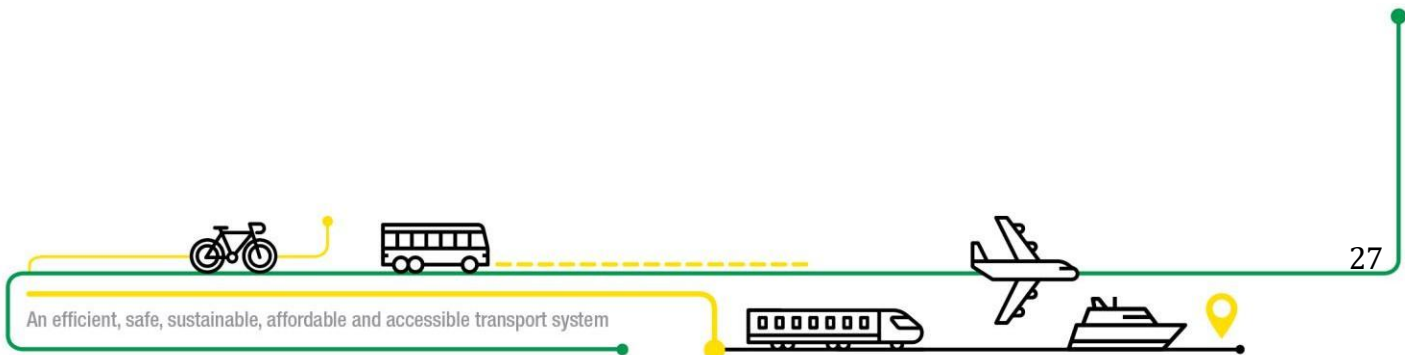 27
An efficient, safe, sustainable, affordable and accessible transport system